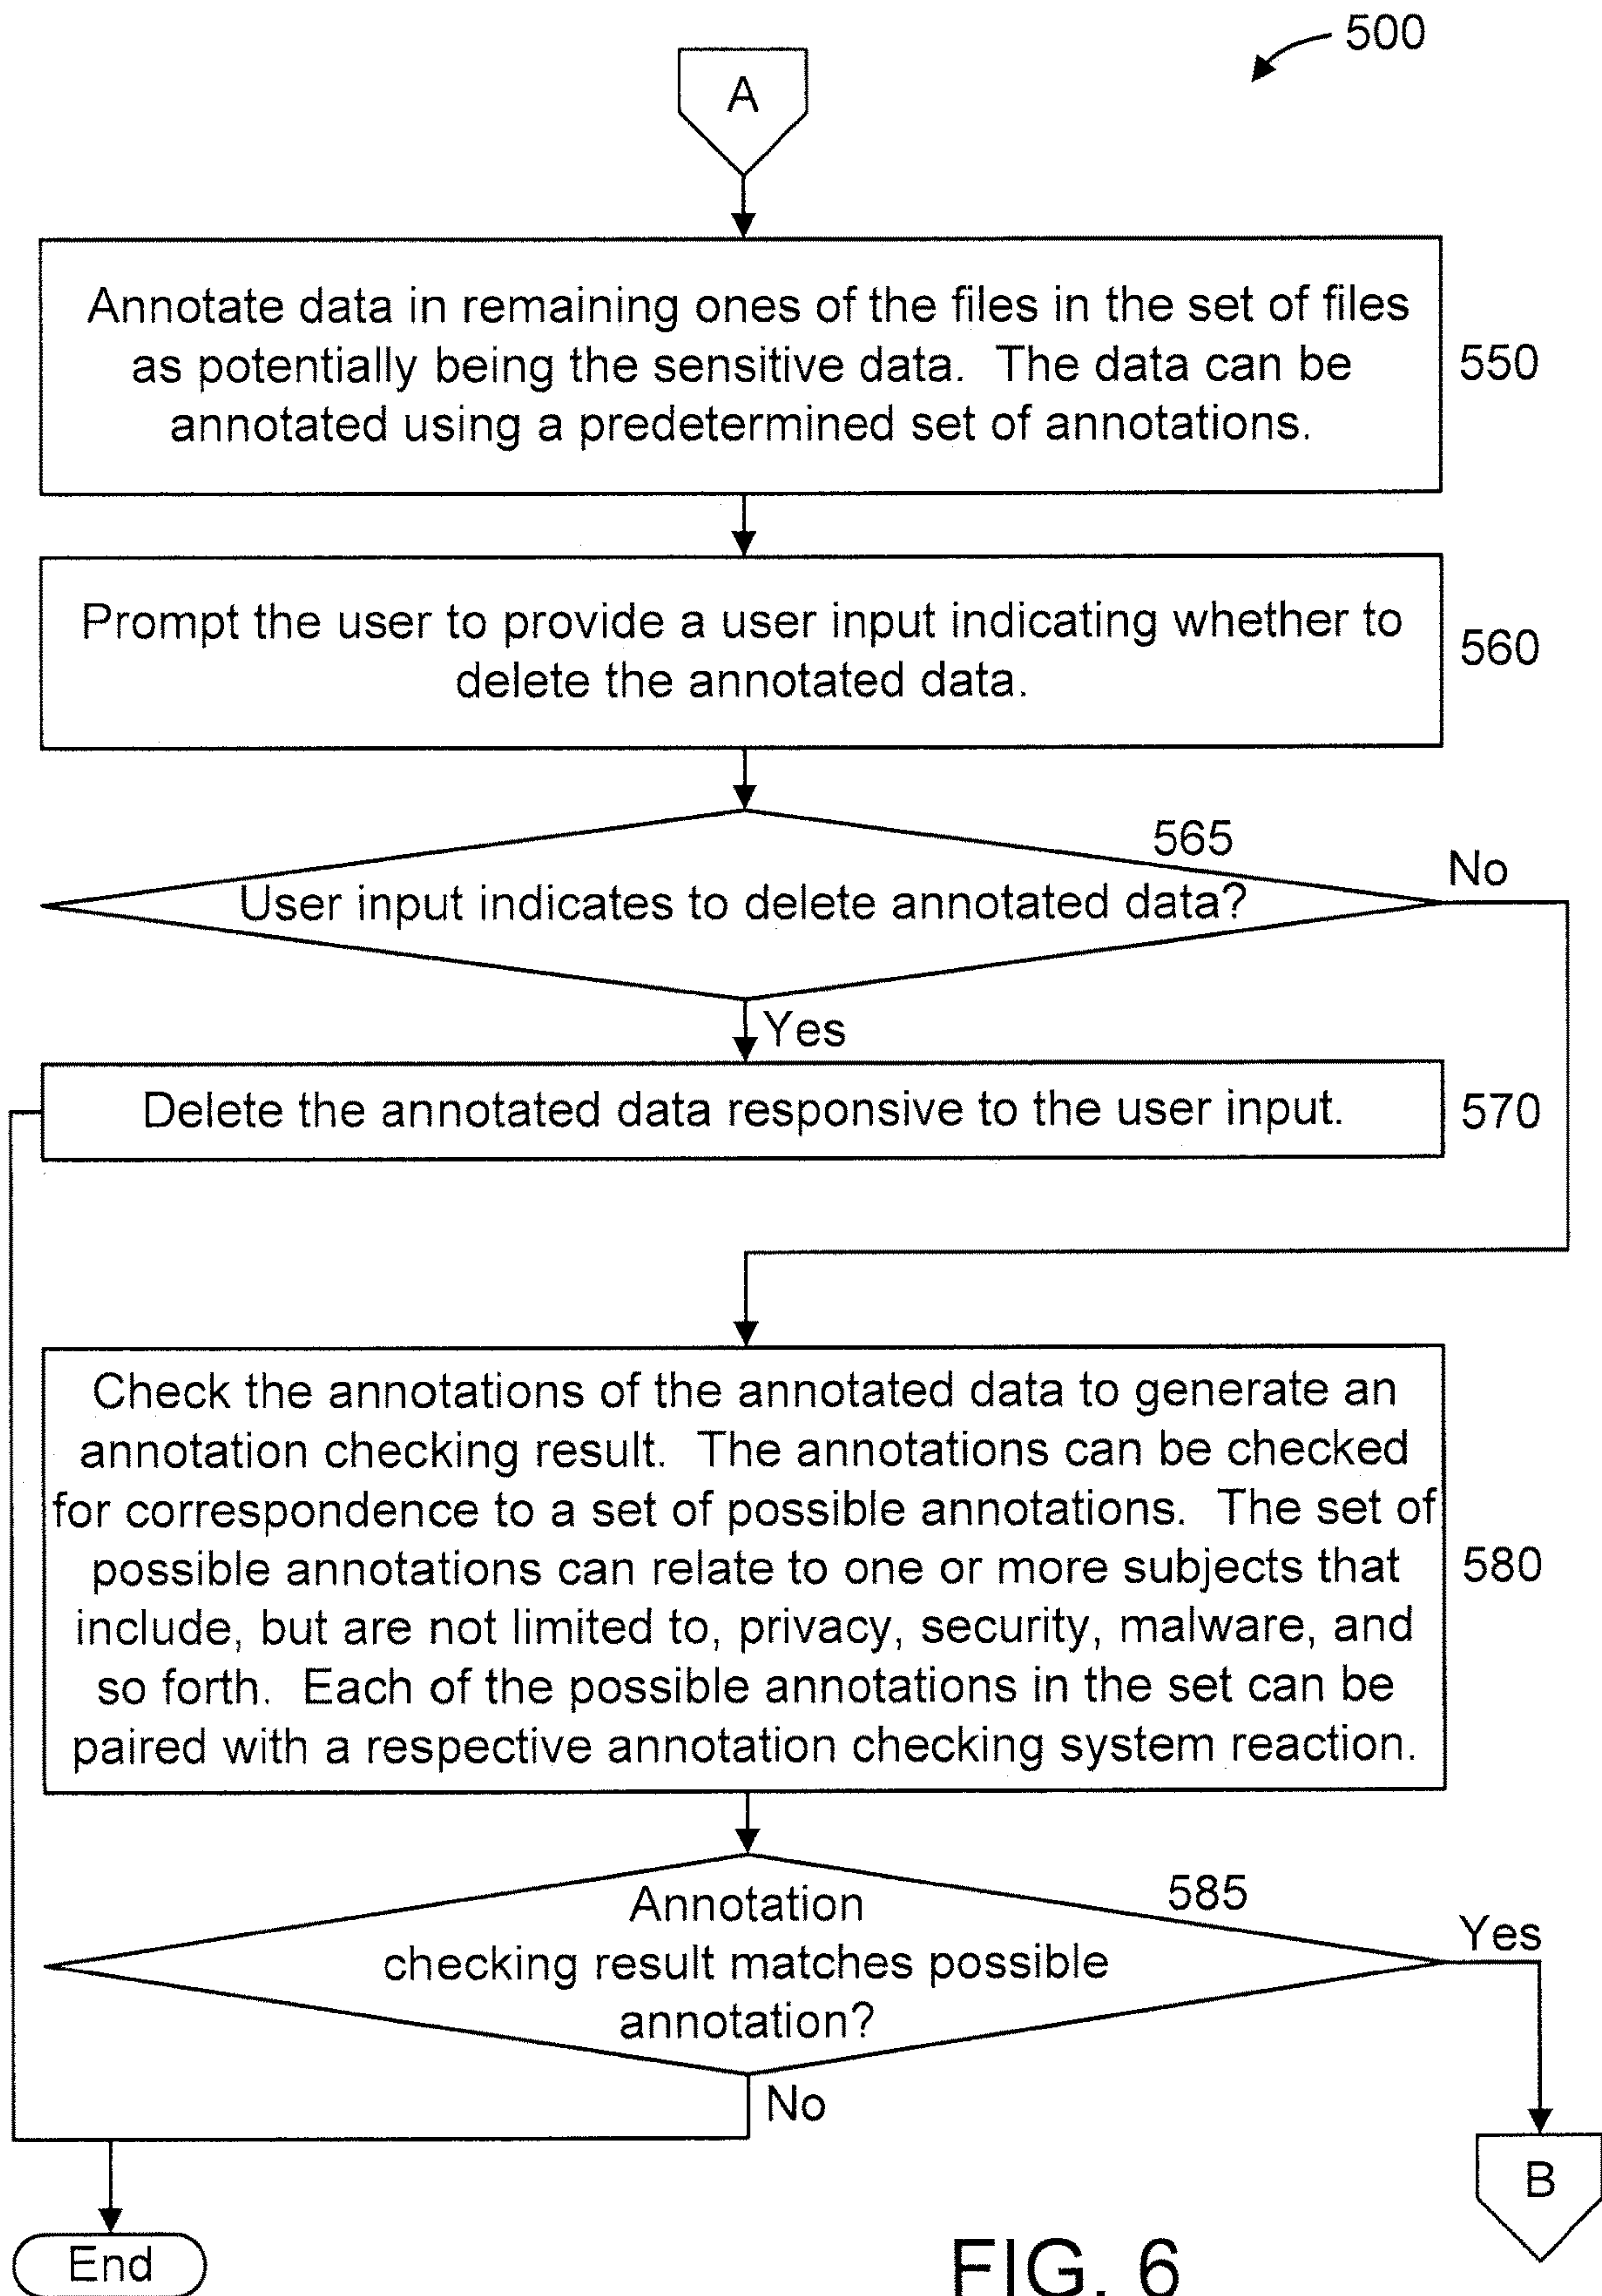 500
A
Annotate data in remaining ones of the files in the set of files
as potentially being the sensitive data. The data can be
annotated using a predetermined set of annotations.
550
Prompt the user to provide a user input indicating whether to
delete the annotated data.
560
565
No
User input indicates to delete annotated data?
Yes
Delete the annotated data responsive to the user input.
570
Check the annotations of the annotated data to generate an
annotation checking result. The annotations can be checked
for correspondence to a set of possible annotations. The set of
possible annotations can relate to one or more subjects that
include, but are not limited to, privacy, security, malware, and
so forth. Each of the possible annotations in the set can be
paired with a respective annotation checking system reaction.
580
585
Annotation
checking result matches possible
annotation?
Yes
No
B
End
FIG. 6